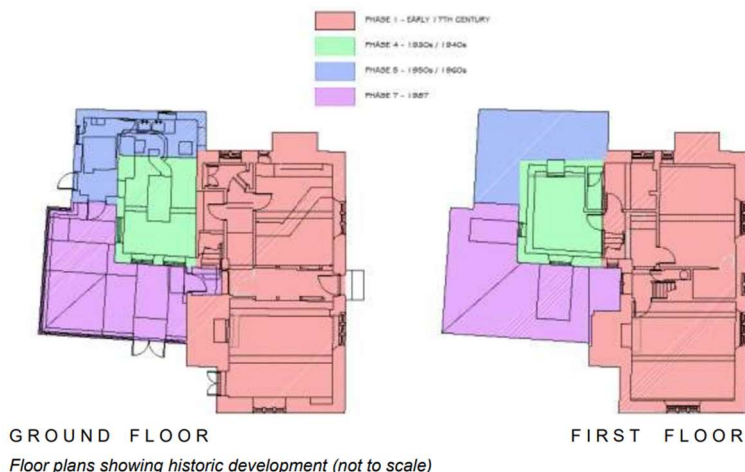 PHASE 1 - EARLY 17TH CENTURY
PHASE 4 - 1930s / 1940s
PHASE 5 - 1950s / 1960s
PHASE 7 - 1987
GROUND FLOOR
FIRST FLOOR
Floor plans showing historic development (not to scale)